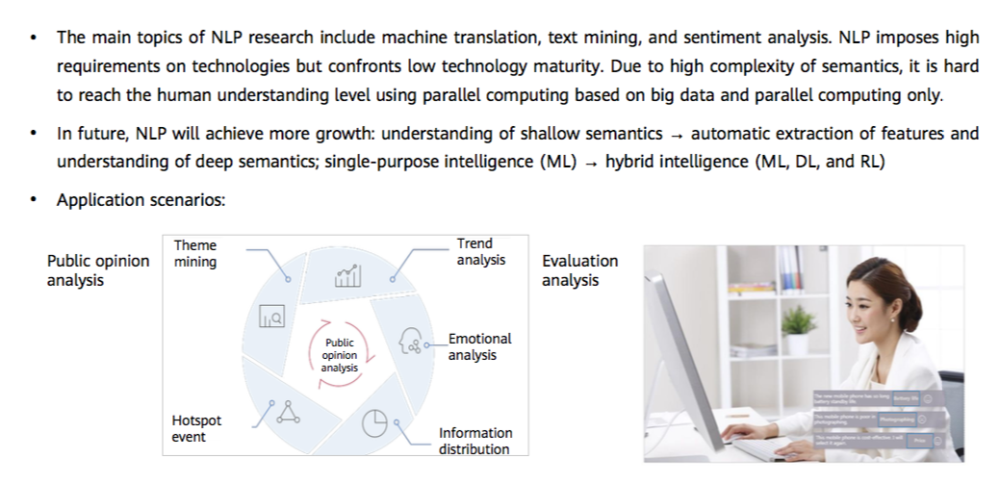 • The main topics of NLP research include machine translation, text mining, and sentiment analysis. NLP imposes high
requirements on technologies but confronts low technology maturity. Due to high complexity of semantics, it is hard
to reach the human understanding level using parallel computing based on big data and parallel computing only.
• In future, NLP will achieve more growth: understanding of shallow semantics → automatic extraction of features and
understanding of deep semantics; single-purpose intelligence (ML) → hybrid intelligence (ML, DL, and RL)
• Application scenarios:
Public opinion
analysis
Theme
mining
Trend
analysis
Emotional
analysis
Information
distribution
Hotspot
event
Public
opinion
analysis
Evaluation
analysis
The new mobile phone has so long
battery standby life.
Battery life
This mobile phone is good in
photographing.
Photographing
This mobile phone is cost-effective. I will
select it again.
Price